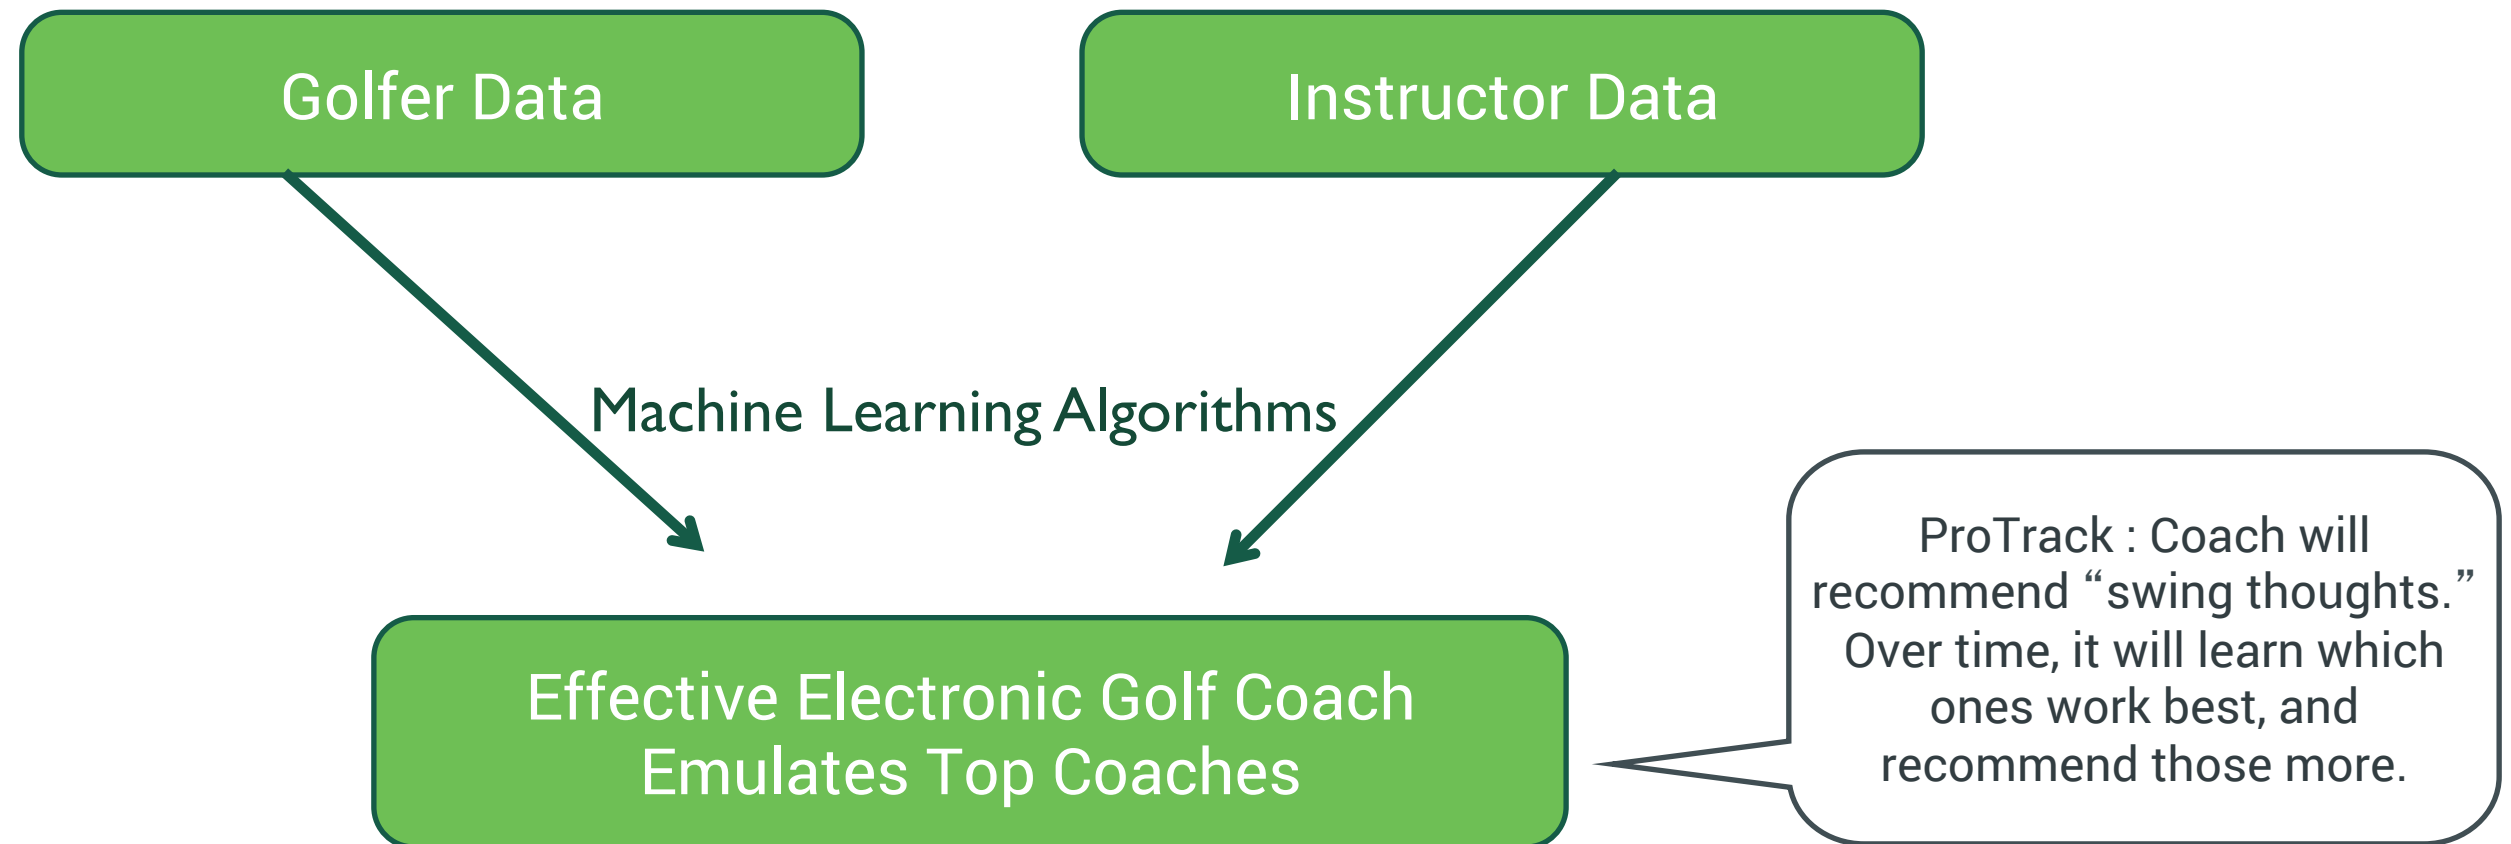 Golfer Data
Instructor Data
Machine Learning Algorithms
ProTrack : Coach will
recommend “swing thoughts.”
Over time, it will learn which
ones work best, and
recommend those more.
Effective Electronic Golf Coach
Emulates Top Coaches